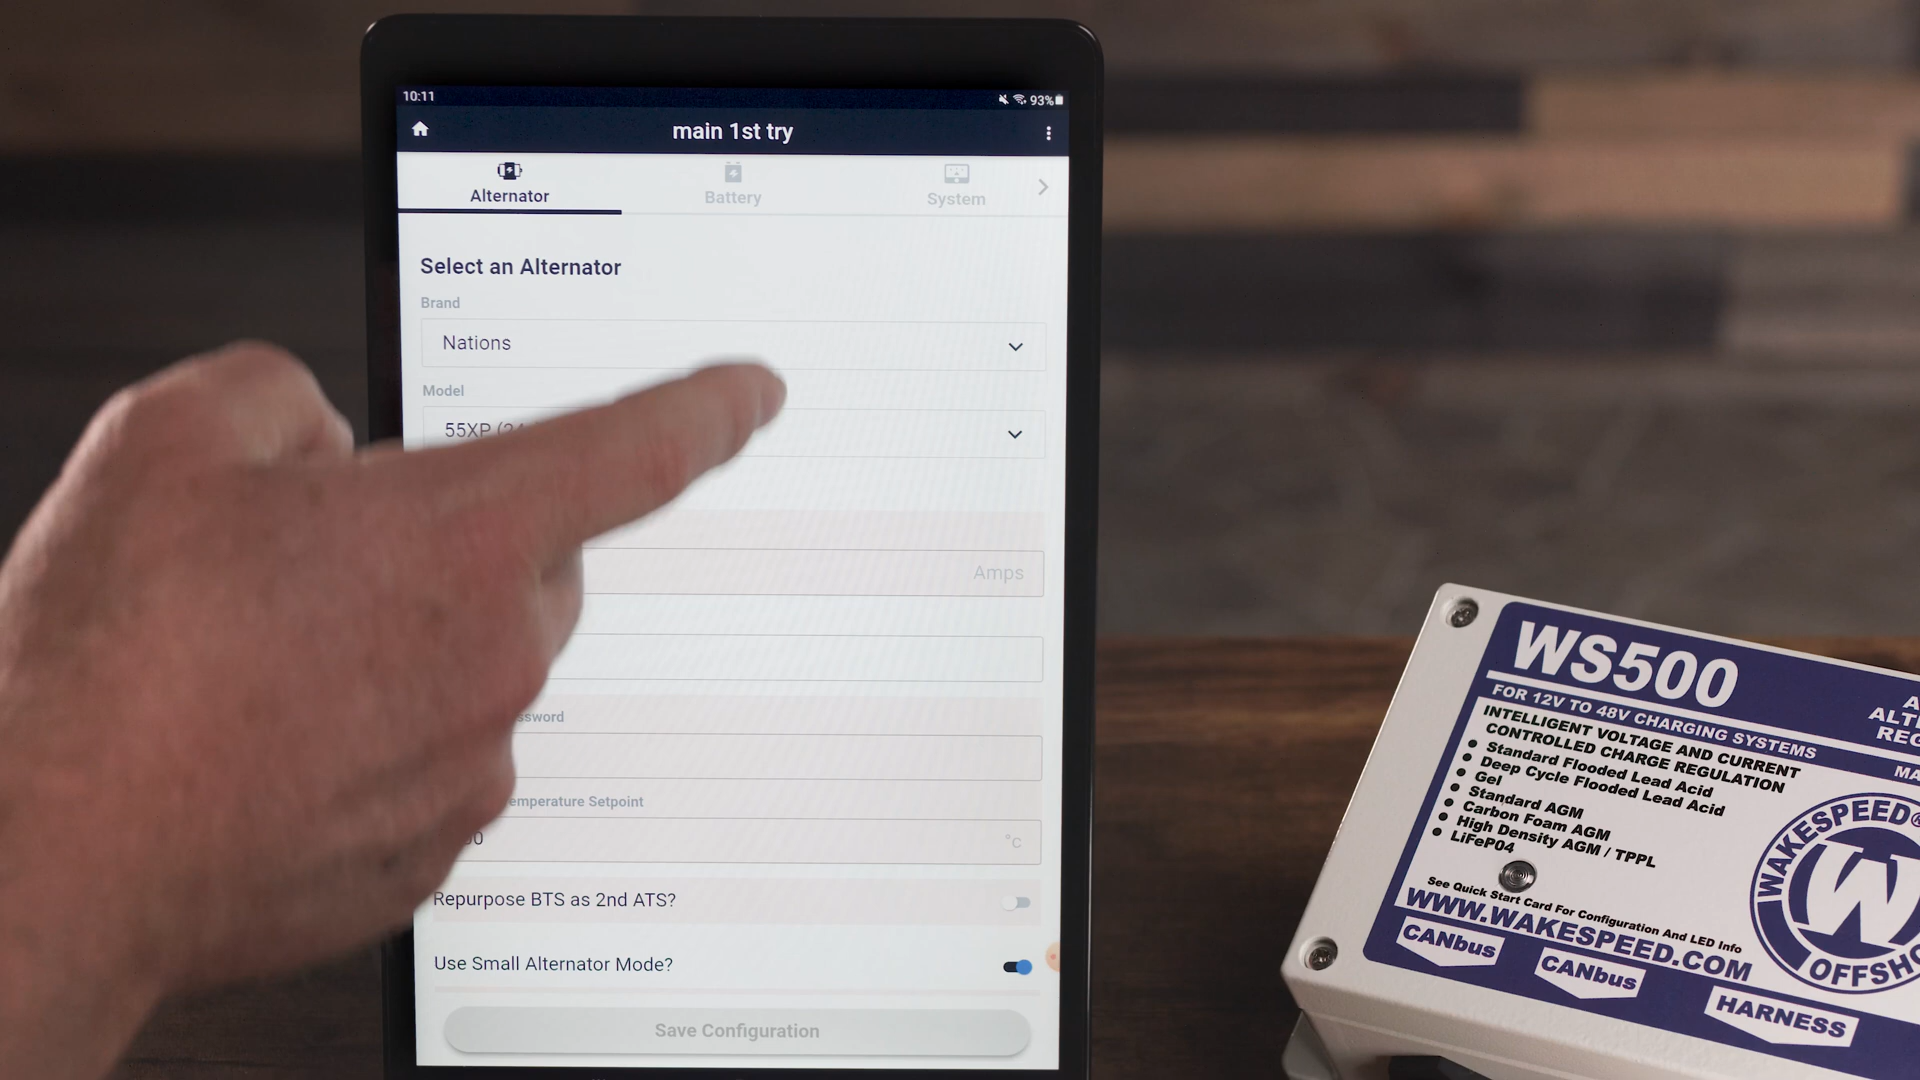 10:11
93%
main 1st try
Alternator
Battery
System
Select an Alternator
Brand
Nations
Model
55XP
Amps
Temperature Setpoint
°C
Repurpose BTS as 2nd ATS?
Use Small Alternator Mode?
Save Configuration
WS500
FOR 12V TO 48V CHARGING SYSTEMS
INTELLIGENT VOLTAGE AND CURRENT
CONTROLLED CHARGE REGULATION
Standard Flooded Lead Acid
Deep Cycle Flooded Lead Acid
Gel
Standard AGM
Carbon Foam AGM
High Density AGM / TPPL
LiFeP04
See Quick Start Card For Configuration And LED Info
WWW.WAKESPEED.COM
CANbus
CANbus
HARNESS
WAKESPEED®
W